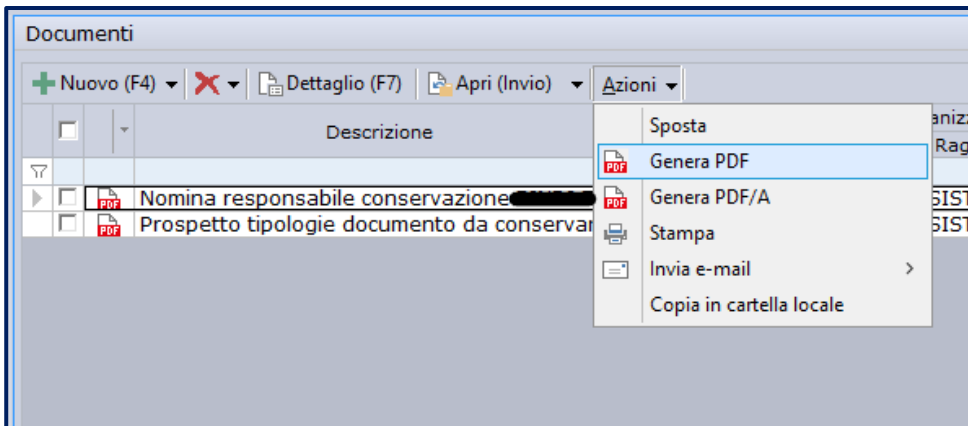 Documenti
Nuovo (F4) Dettaglio (F7) Apri (Invio) Azioni
Descrizione
Nomina responsabile conservazione
Prospetto tipologie documento da conservar
Sposta
Genera PDF
Genera PDF/A
Stampa
Invia e-mail
Copia in cartella locale